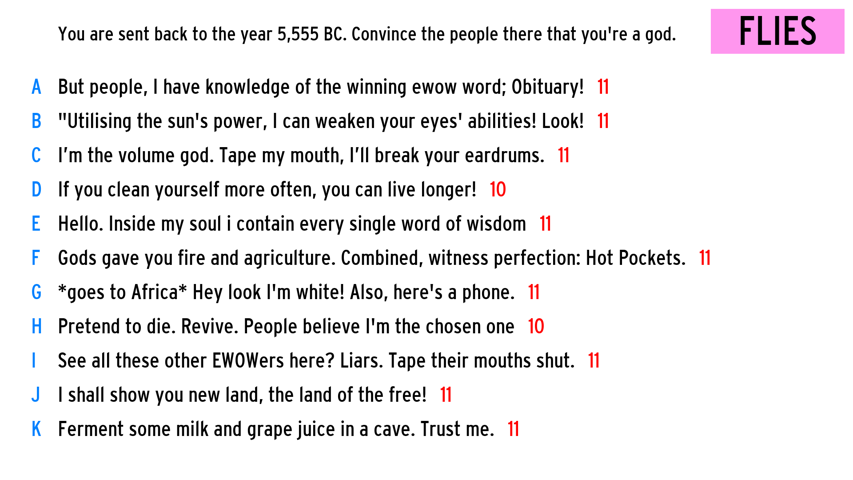 You are sent back to the year 5,555 BC. Convince the people there that you're a god.
FLIES
A But people, I have knowledge of the winning ewow word; Obituary! 11
B "Utilising the sun's power, I can weaken your eyes' abilities! Look! 11
C I'm the volume god. Tape my mouth, I'll break your eardrums. 11
D If you clean yourself more often, you can live longer! 10
E Hello. Inside my soul i contain every single word of wisdom 11
F Gods gave you fire and agriculture. Combined, witness perfection: Hot Pockets. 11
G *goes to Africa* Hey look I'm white! Also, here's a phone. 11
H Pretend to die. Revive. People believe I'm the chosen one 10
I See all these other EWOWers here? Liars. Tape their mouths shut. 11
J I shall show you new land, the land of the free! 11
K Ferment some milk and grape juice in a cave. Trust me. 11